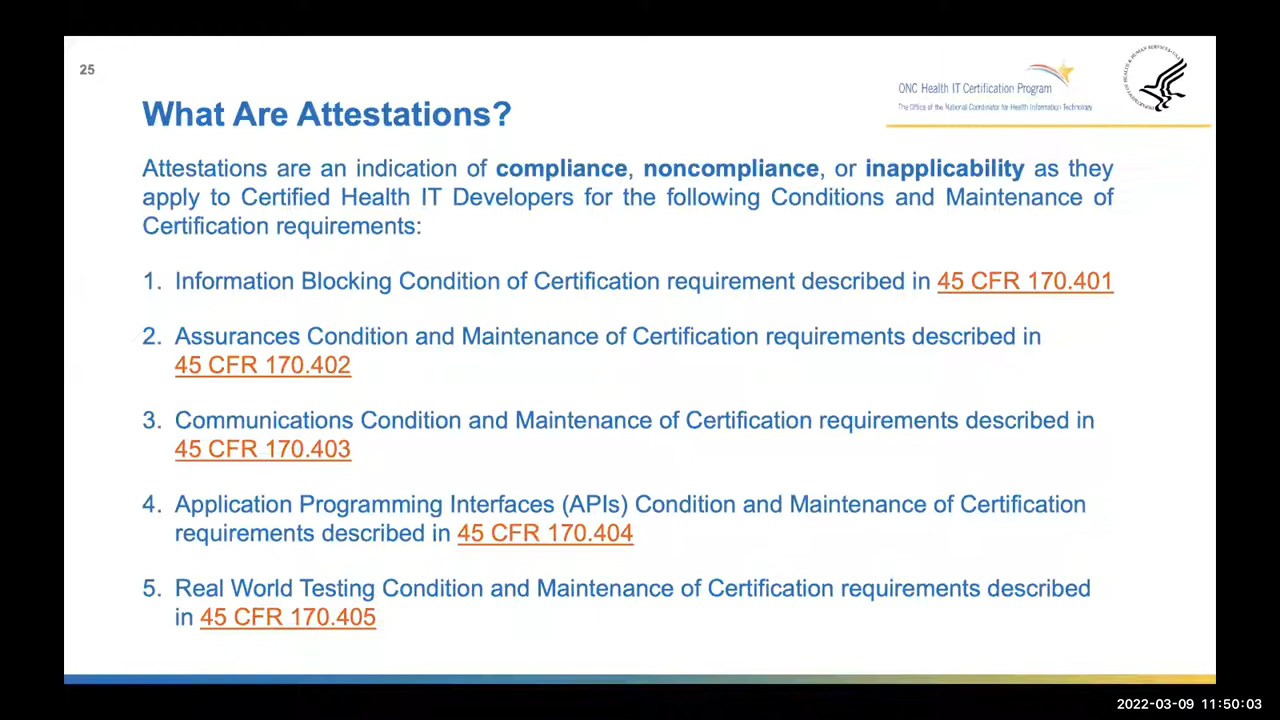 25
ONC Health IT Certification Program
The Office of the National Coordinator for Health Information Technology
What Are Attestations?
Attestations are an indication of compliance, noncompliance, or inapplicability as they
apply to Certified Health IT Developers for the following Conditions and Maintenance of
Certification requirements:
1. Information Blocking Condition of Certification requirement described in 45 CFR 170.401
2. Assurances Condition and Maintenance of Certification requirements described in
45 CFR 170.402
3. Communications Condition and Maintenance of Certification requirements described in
45 CFR 170.403
4. Application Programming Interfaces (APIs) Condition and Maintenance of Certification
requirements described in 45 CFR 170.404
5. Real World Testing Condition and Maintenance of Certification requirements described
in 45 CFR 170.405
2022-03-09 11:50:03